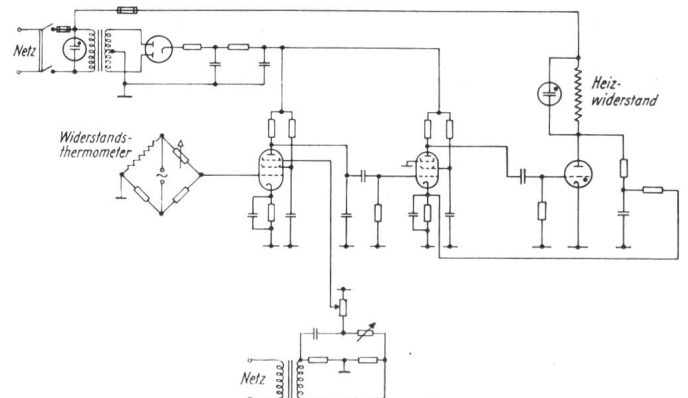 Netz
Heiz-
widerstand
Widerstands-
thermometer
Netz